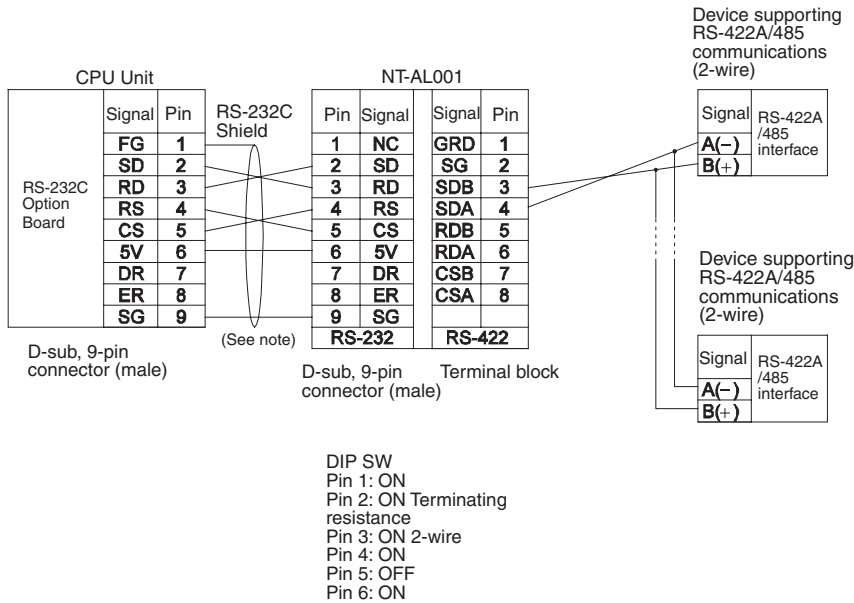 Device supporting
RS-422A/485
communications
(2-wire)
CPU Unit
NT-AL001
Signal Pin
RS-232C
Shield
Pin Signal
Signal Pin
Signal
RS-422A
/485
interface
A(−)
B(+)
RS-232C
Option
Board
FG 1
SD 2
RD 3
RS 4
CS 5
5V 6
DR 7
ER 8
SG 9
(See note)
1 NC
2 SD
3 RD
4 RS
5 CS
6 5V
7 DR
8 ER
9 SG
RS-232
GRD 1
SG 2
SDB 3
SDA 4
RDB 5
RDA 6
CSB 7
CSA 8
RS-422
D-sub, 9-pin
connector (male)
D-sub, 9-pin
connector (male)
Terminal block
Device supporting
RS-422A/485
communications
(2-wire)
Signal
RS-422A
/485
interface
A(−)
B(+)
DIP SW
Pin 1: ON
Pin 2: ON Terminating
resistance
Pin 3: ON 2-wire
Pin 4: ON
Pin 5: OFF
Pin 6: ON